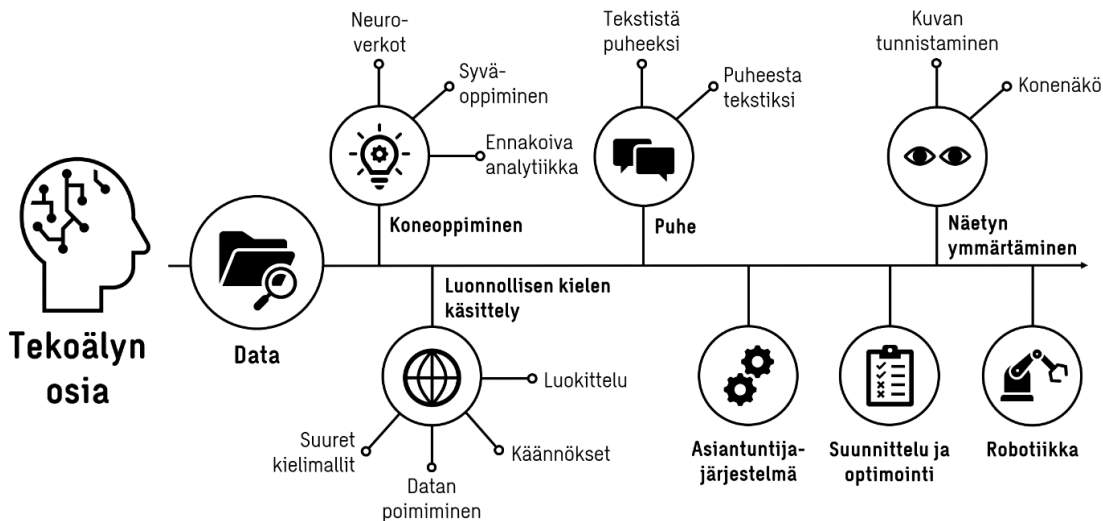 Neuro-
verkot
Syvä-
oppiminen
Ennakoiva
analytiikka
Koneoppiminen
Tekstistä
puheeksi
Puheesta
tekstiksi
Puhe
Kuvan
tunnistaminen
Konenäkö
Näetyn
ymmärtäminen
Tekoälyn
osia
Data
Luonnollisen kielen
käsittely
Luokittelu
Käännökset
Datan
poimiminen
Suuret
kielimallit
Asiantuntija-
järjestelmä
Suunnittelu ja
optimointi
Robotiikka